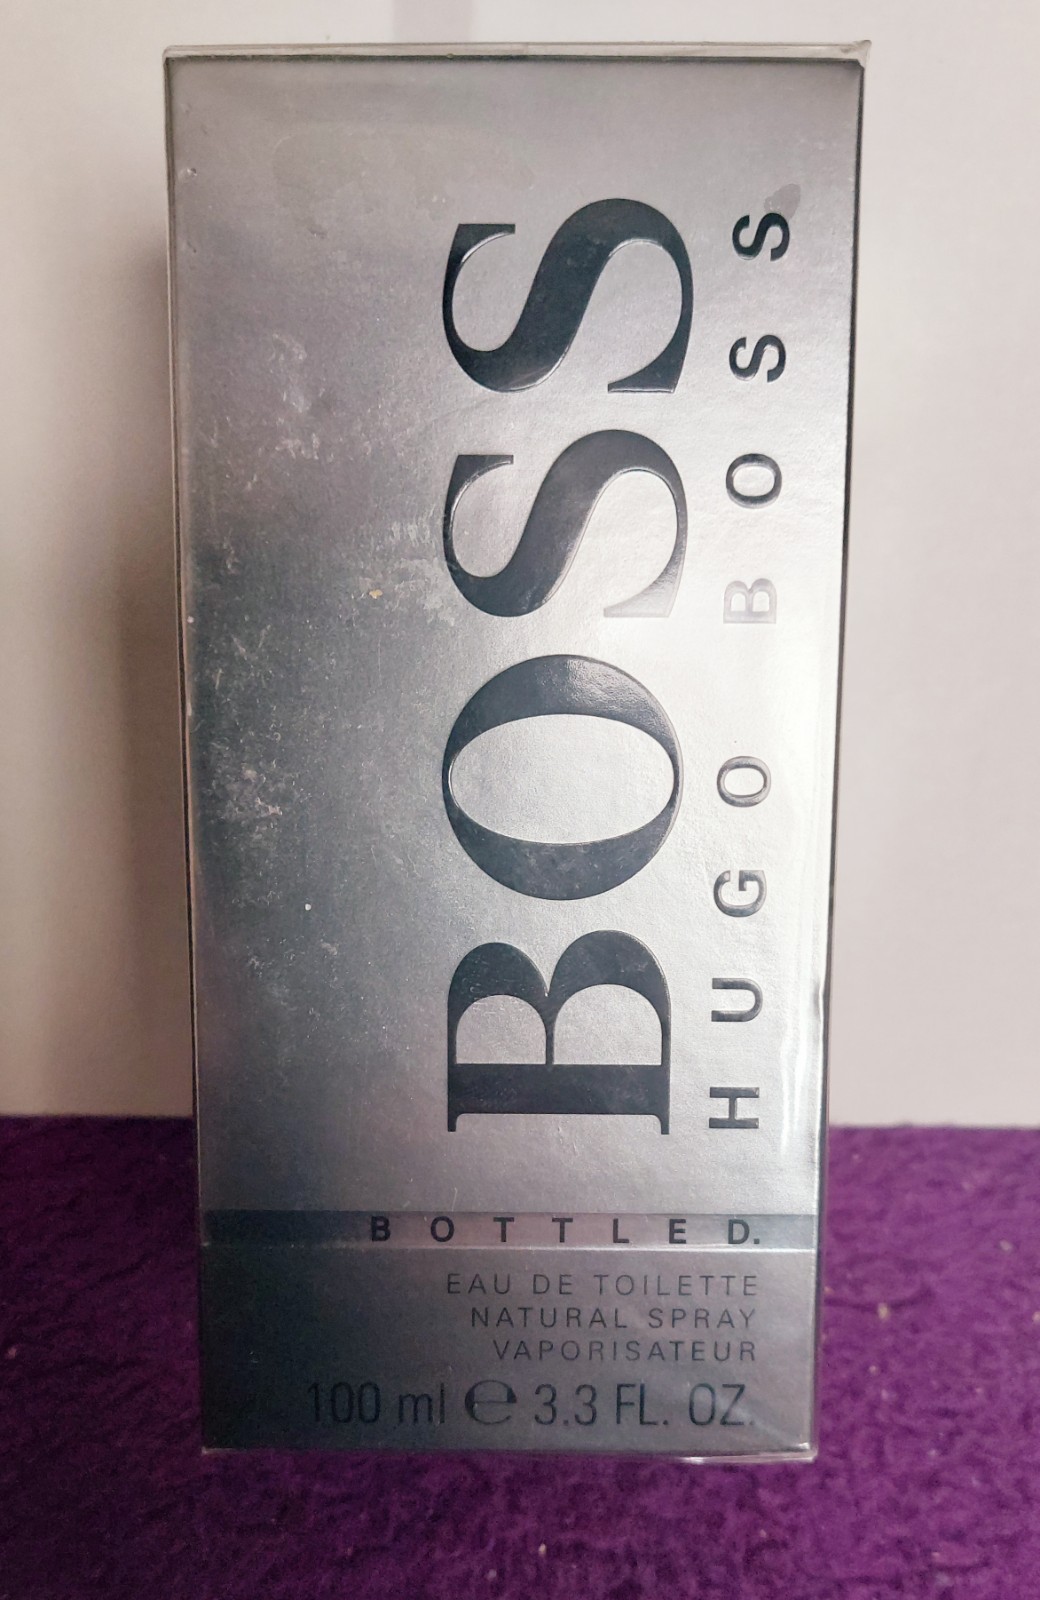 BOSS
HUGO BOSS
BOTTLED.
EAU DE TOILETTE
NATURAL SPRAY
VAPORISATEUR
100 ml ℮ 3.3 FL. OZ.